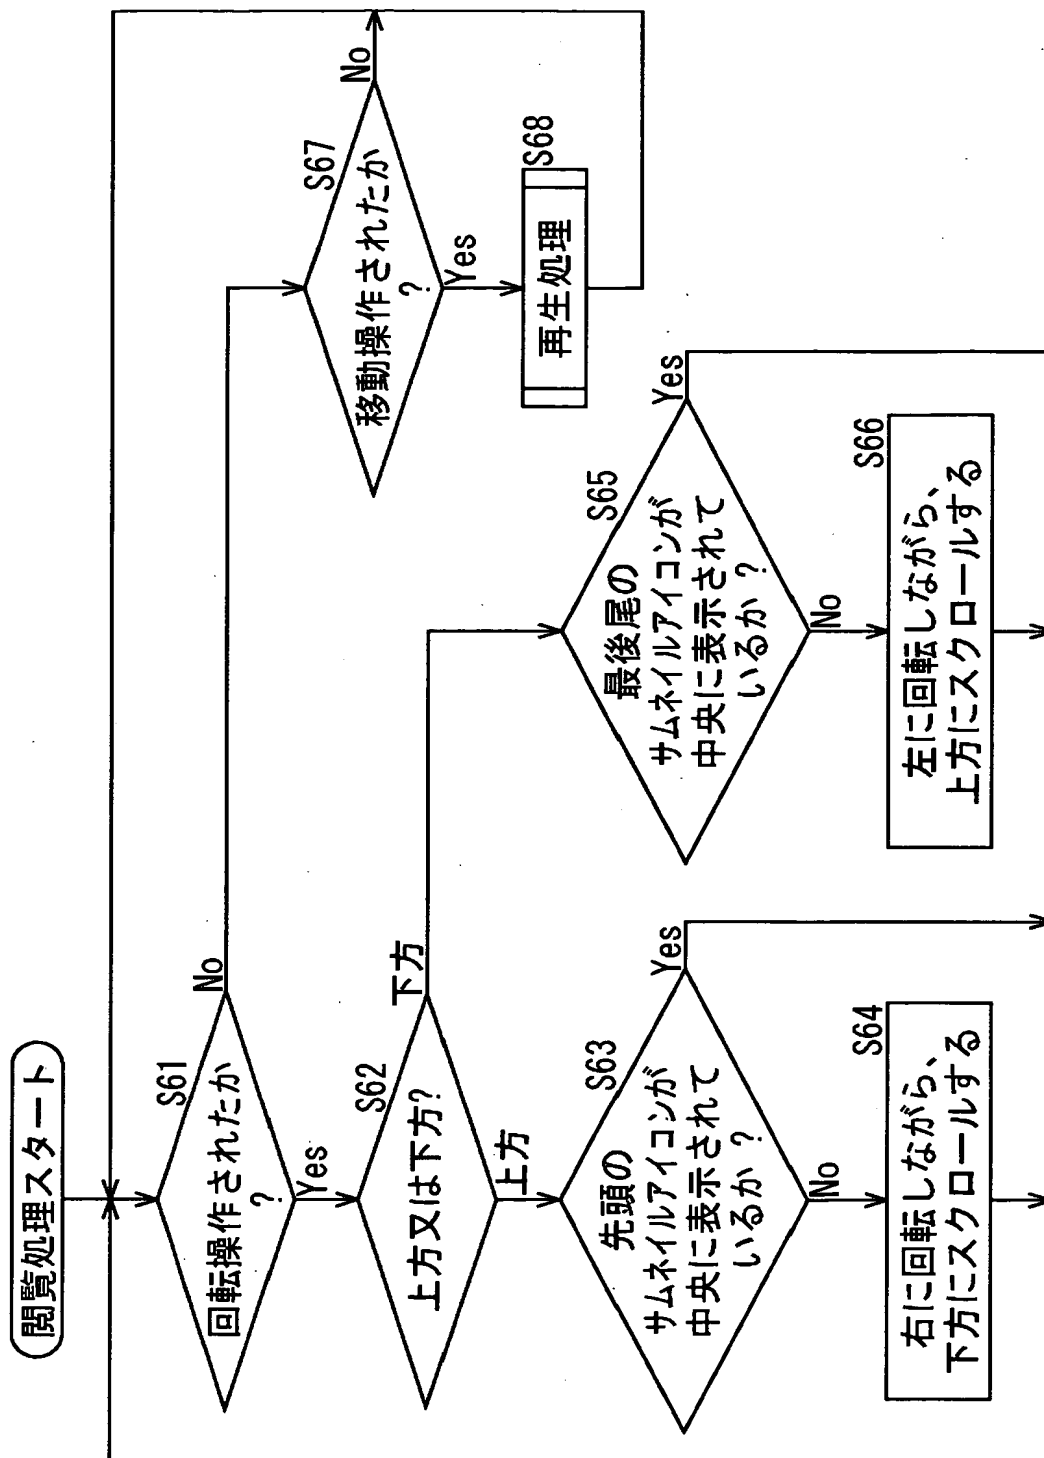 閲覧処理スタート
S61
回転操作されたか
?
No
Yes
S62
上方又は下方?
下方
上方
S63
先頭の
サムネイルアイコンが
中央に表示されて
いるか?
Yes
No
S64
右に回転しながら、
下方にスクロールする
S65
最後尾の
サムネイルアイコンが
中央に表示されて
いるか?
Yes
No
S66
左に回転しながら、
上方にスクロールする
S67
移動操作されたか
?
No
Yes
S68
再生処理